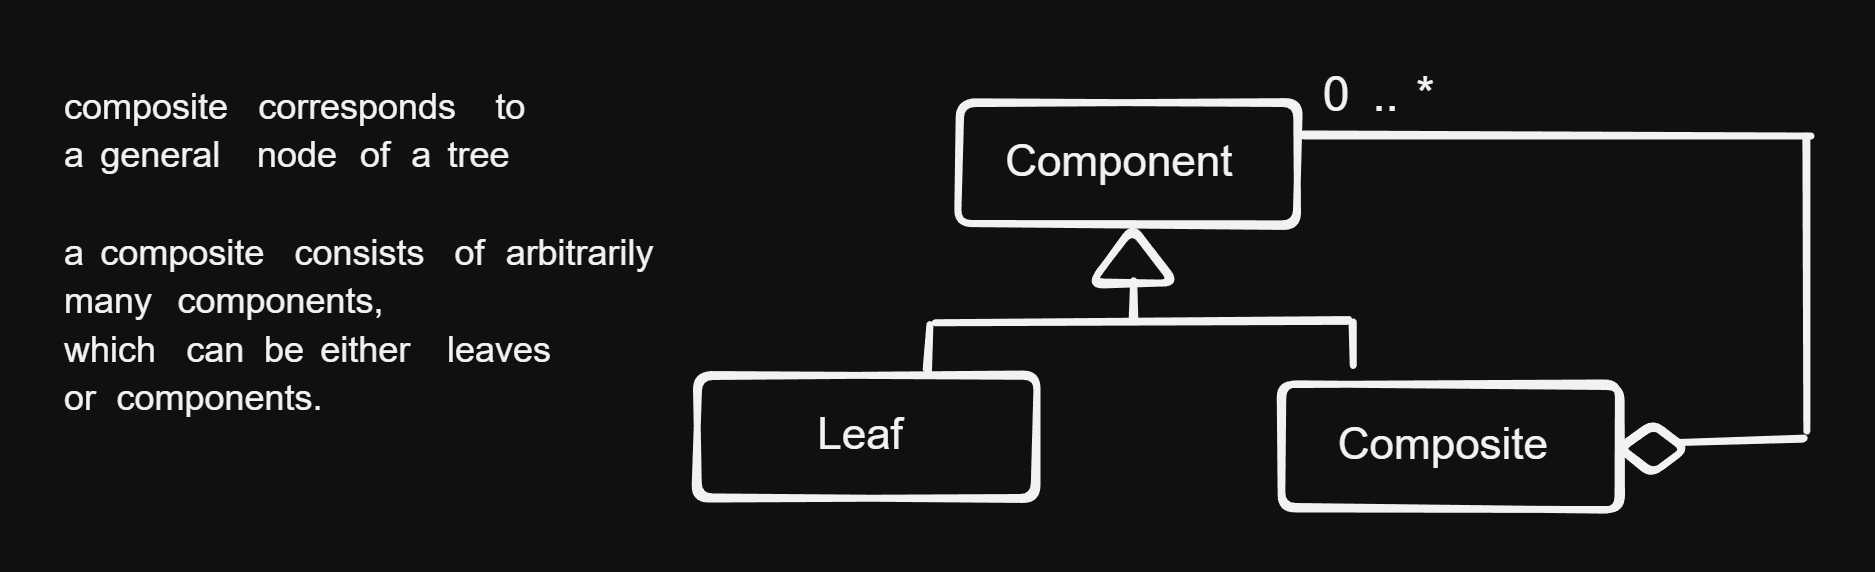 composite corresponds to
a general node of a tree
a composite consists of arbitrarily
many components,
which can be either leaves
or components.
0 .. *
Component
Leaf
Composite